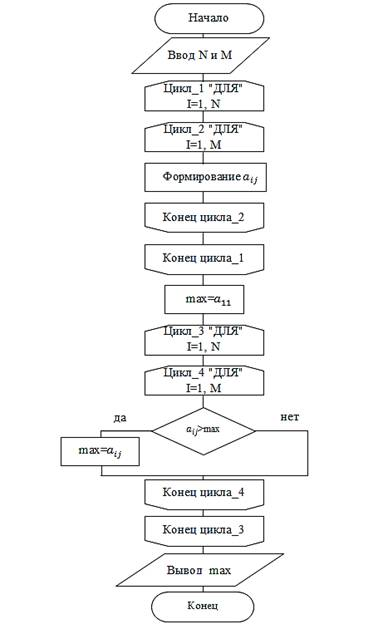 Начало
Ввод N и M
Цикл_1 "ДЛЯ"
I=1, N
Цикл_2 "ДЛЯ"
I=1, M
Формирование aij
Конец цикла_2
Конец цикла_1
max=a11
Цикл_3 "ДЛЯ"
I=1, N
Цикл_4 "ДЛЯ"
I=1, M
да
aij>max
нет
max=aij
Конец цикла_4
Конец цикла_3
Вывод max
Конец